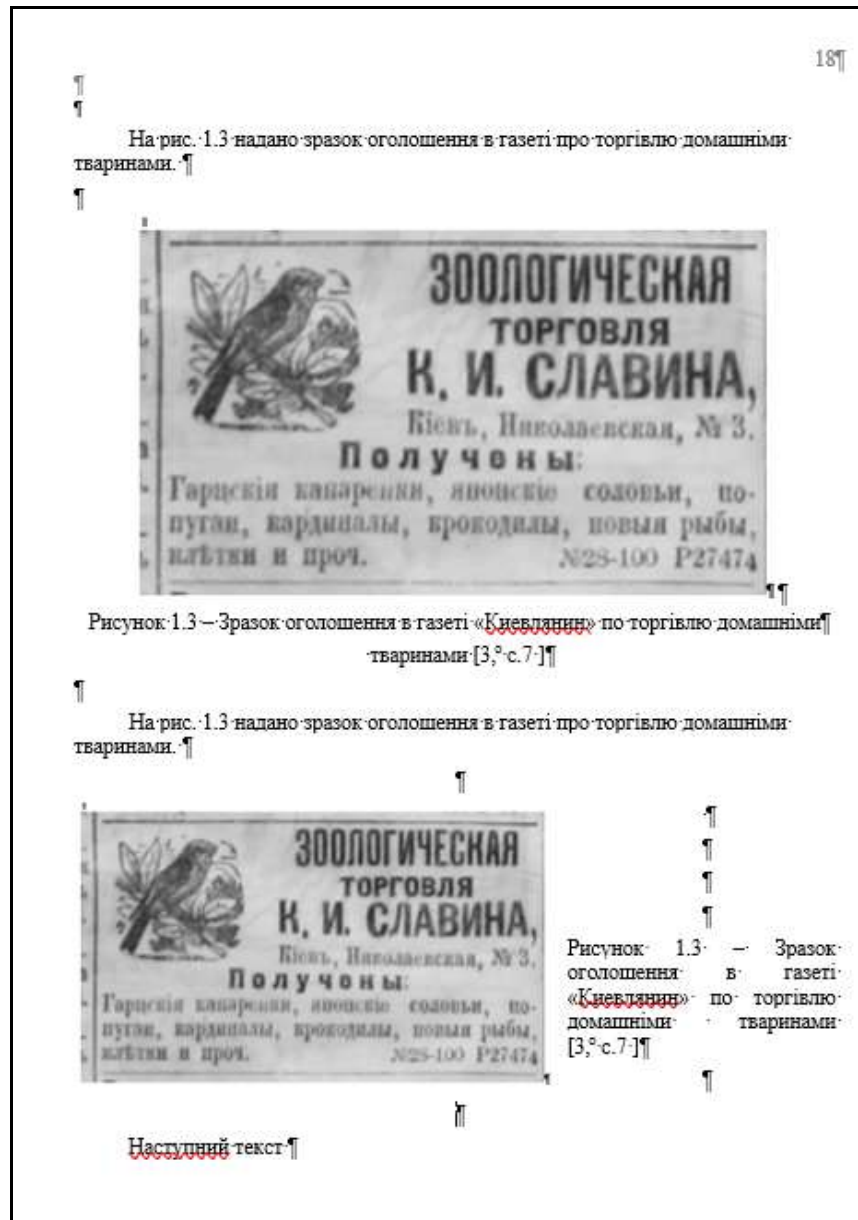 18¶
¶
¶
На·рис.·1.3·надано·зразок·оголошення·в·газеті·про·торгівлю·домашніми·
тваринами.·¶
¶
ЗООЛОГИЧЕСКАЯ
ТОРГОВЛЯ
К. И. СЛАВИНА,
Кіевъ, Николаевская, № 3.
Получены:
Гарцскія канарейки, японскіе соловьи, по-
пугаи, кардиналы, крокодилы, новыя рыбы,
клѣтки и проч. №28-100 Р27474
¶¶
Рисунок·1.3·–·Зразок·оголошення·в·газеті·«Киевлянин»·по·торгівлю·домашніми¶
·тваринами·[3,°·с.7·]¶
¶
На·рис.·1.3·надано·зразок·оголошення·в·газеті·про·торгівлю·домашніми·
тваринами.·¶
¶
ЗООЛОГИЧЕСКАЯ
ТОРГОВЛЯ
К. И. СЛАВИНА,
Кіевъ, Николаевская, № 3.
Получены:
Гарцскія канарейки, японскіе соловьи, по-
пугаи, кардиналы, крокодилы, новыя рыбы,
клѣтки и проч. №28-100 Р27474
¶
·¶
¶
¶
¶
Рисунок· 1.3· –· Зразок·
оголошення· в· газеті·
«Киевлянин»· по· торгівлю·
домашніми· · тваринами·
[3,°·с.7·]¶
¶
¶
Наступний·текст·¶